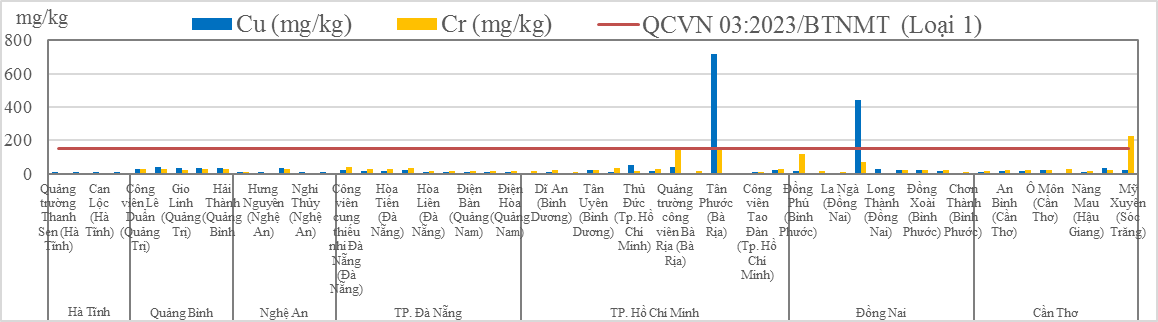 mg/kg
Cu (mg/kg) Cr (mg/kg) QCVN 03:2023/BTNMT (Loại 1)
800
600
400
200
0
Quảng trường Thanh Sen (Hà Tĩnh)
Can Lộc (Hà Tĩnh)
Công viên Lê Duẩn (Quảng Trị)
Gio Linh (Quảng Trị)
Hải Thành (Quảng Bình
Hưng Nguyên (Nghệ An)
Nghi Thủy (Nghệ An)
Công viên cung thiếu nhi Đà Nẵng (Đà Nẵng)
Hòa Tiến (Đà Nẵng)
Hòa Liên (Đà Nẵng)
Điện Bàn (Quảng Nam)
Điện Hòa (Quảng Nam)
Dĩ An (Bình Dương)
Tân Uyên (Bình Dương)
Thủ Đức (Tp. Hồ Chí Minh)
Quảng trường công viên Rịa (Bà Rịa)
Tân Phước (Bà Rịa)
Công viên Tao Đàn (Tp. Hồ Chí Minh)
Đồng Phú (Bình Phước)
La Ngà (Đồng Nai)
Long Thành (Đồng Nai)
Đồng Xoài (Bình Phước)
Chơn Thành (Bình Phước)
An Bình (Cần Thơ)
Ô Môn (Cần Thơ)
Nàng Mau (Hậu Giang)
Mỹ Xuyên (Sóc Trăng)
Hà Tĩnh
Quảng Bình
Nghệ An
TP. Đà Nẵng
TP. Hồ Chí Minh
Đồng Nai
Cần Thơ